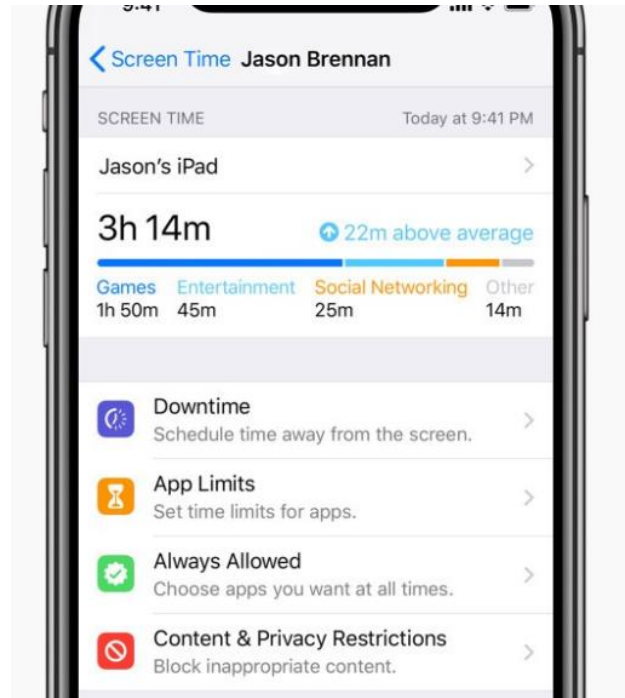 9:41
Screen Time Jason Brennan
SCREEN TIME Today at 9:41 PM
Jason's iPad
3h 14m 22m above average
Games Entertainment Social Networking Other
1h 50m 45m 25m 14m
Downtime
Schedule time away from the screen.
App Limits
Set time limits for apps.
Always Allowed
Choose apps you want at all times.
Content & Privacy Restrictions
Block inappropriate content.